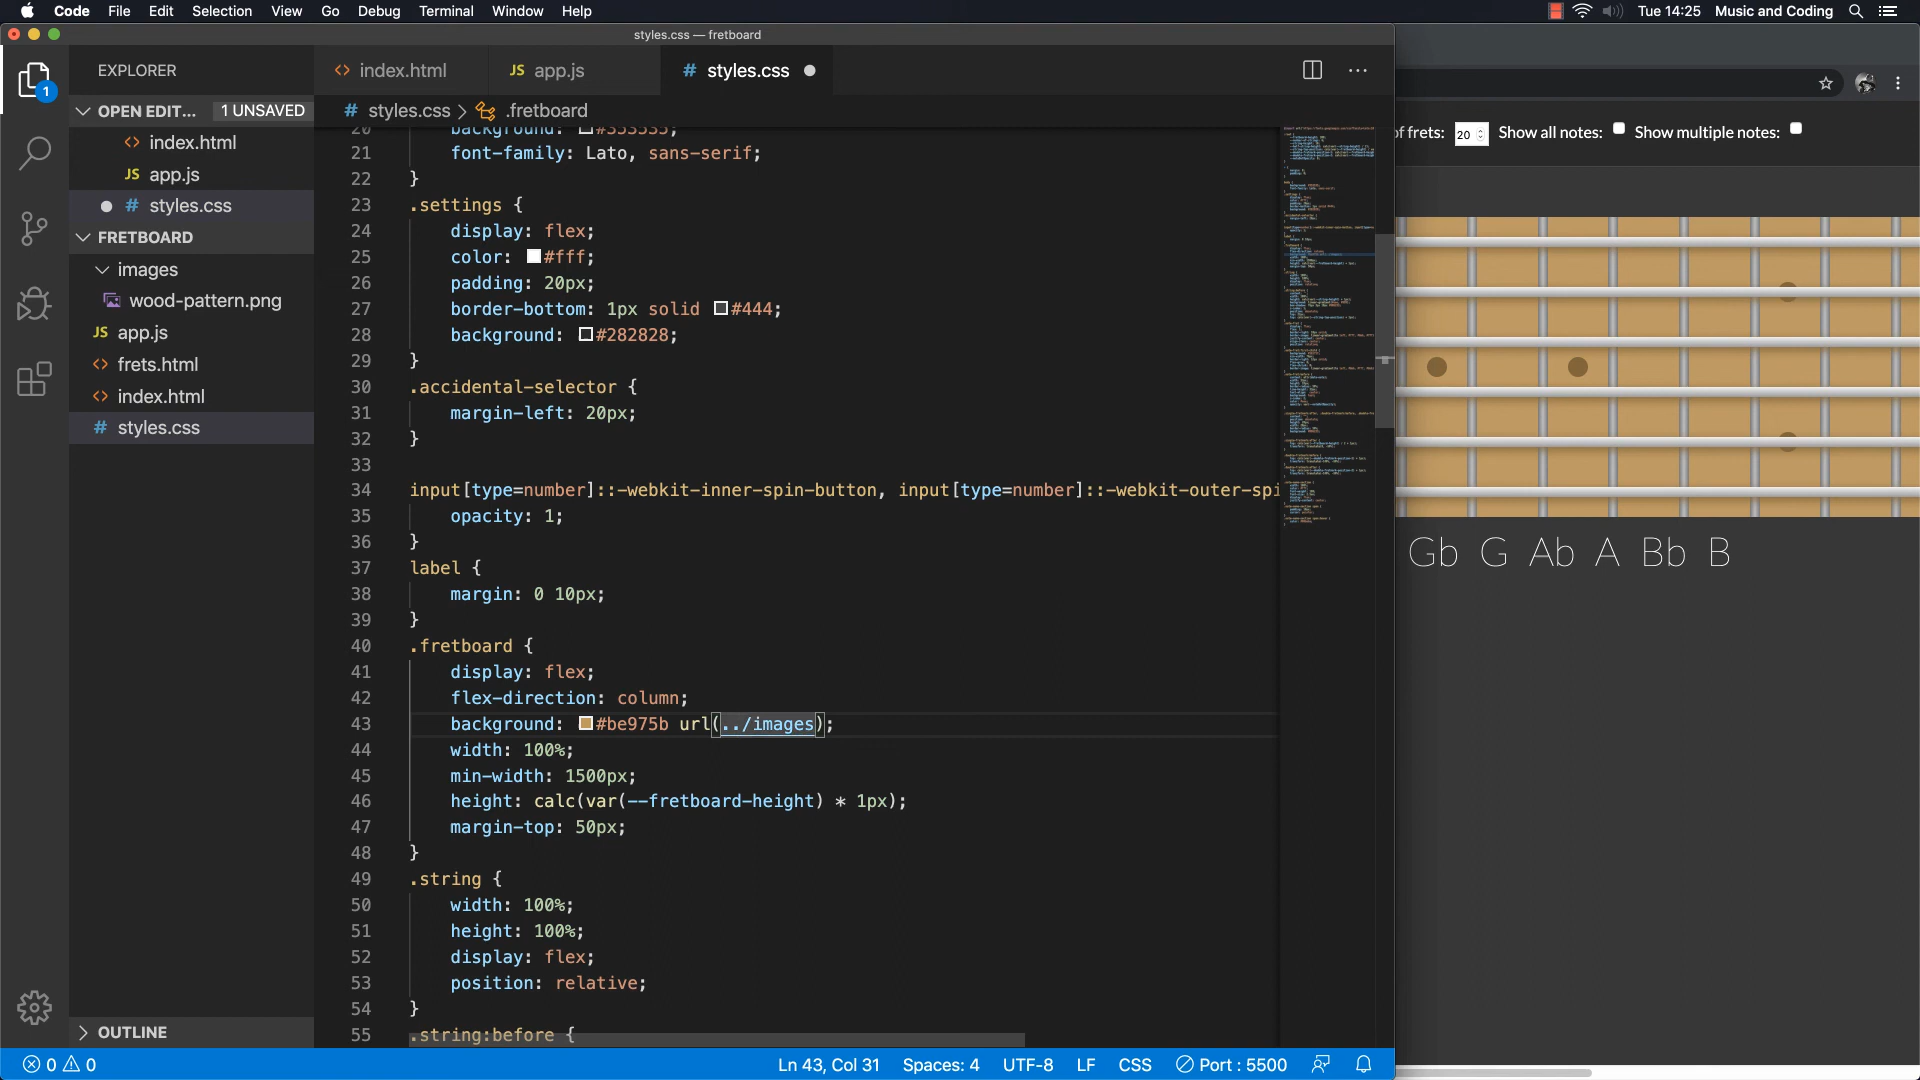 Code File Edit Selection View Go Debug Terminal Window Help Tue 14:25 Music and Coding
styles.css — fretboard
EXPLORER
OPEN EDIT... 1 UNSAVED
index.html
JS app.js
# styles.css
FRETBOARD
images
wood-pattern.png
JS app.js
frets.html
index.html
# styles.css
OUTLINE
1
index.html JS app.js # styles.css
# styles.css > .fretboard
20 background: #353535;
21 font-family: Lato, sans-serif;
22 }
23 .settings {
24 display: flex;
25 color: #fff;
26 padding: 20px;
27 border-bottom: 1px solid #444;
28 background: #282828;
29 }
30 .accidental-selector {
31 margin-left: 20px;
32 }
33
34 input[type=number]::-webkit-inner-spin-button, input[type=number]::-webkit-outer-spi
35 opacity: 1;
36 }
37 label {
38 margin: 0 10px;
39 }
40 .fretboard {
41 display: flex;
42 flex-direction: column;
43 background: #be975b url(../images);
44 width: 100%;
45 min-width: 1500px;
46 height: calc(var(--fretboard-height) * 1px);
47 margin-top: 50px;
48 }
49 .string {
50 width: 100%;
51 height: 100%;
52 display: flex;
53 position: relative;
54 }
55 .string:before {
of frets: 20 Show all notes: Show multiple notes:
Gb G Ab A Bb B
0 0 Ln 43, Col 31 Spaces: 4 UTF-8 LF CSS Port : 5500